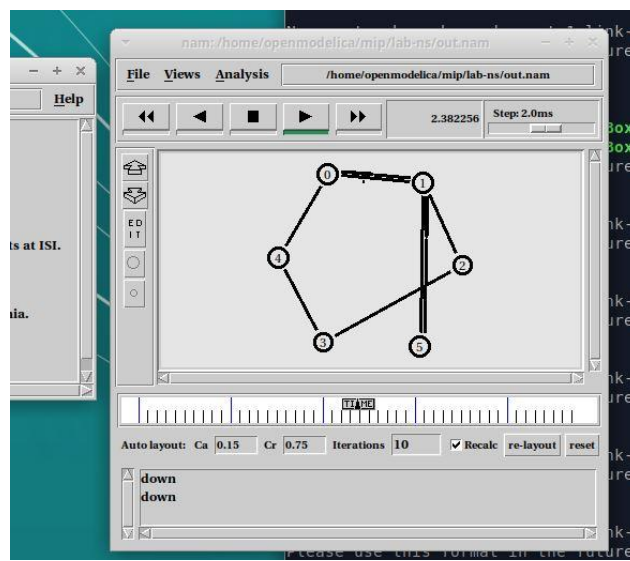 nam: /home/openmodelica/mip/lab-ns/out.nam
File Views Analysis /home/openmodelica/mip/lab-ns/out.nam
Help
2.382256 Step: 2.0ms
ED
IT
0
1
2
4
3
5
s at ISI.
nia.
TIME
Auto layout: Ca 0.15 Cr 0.75 Iterations 10 Recalc re-layout reset
down
down
Please use this format in the future